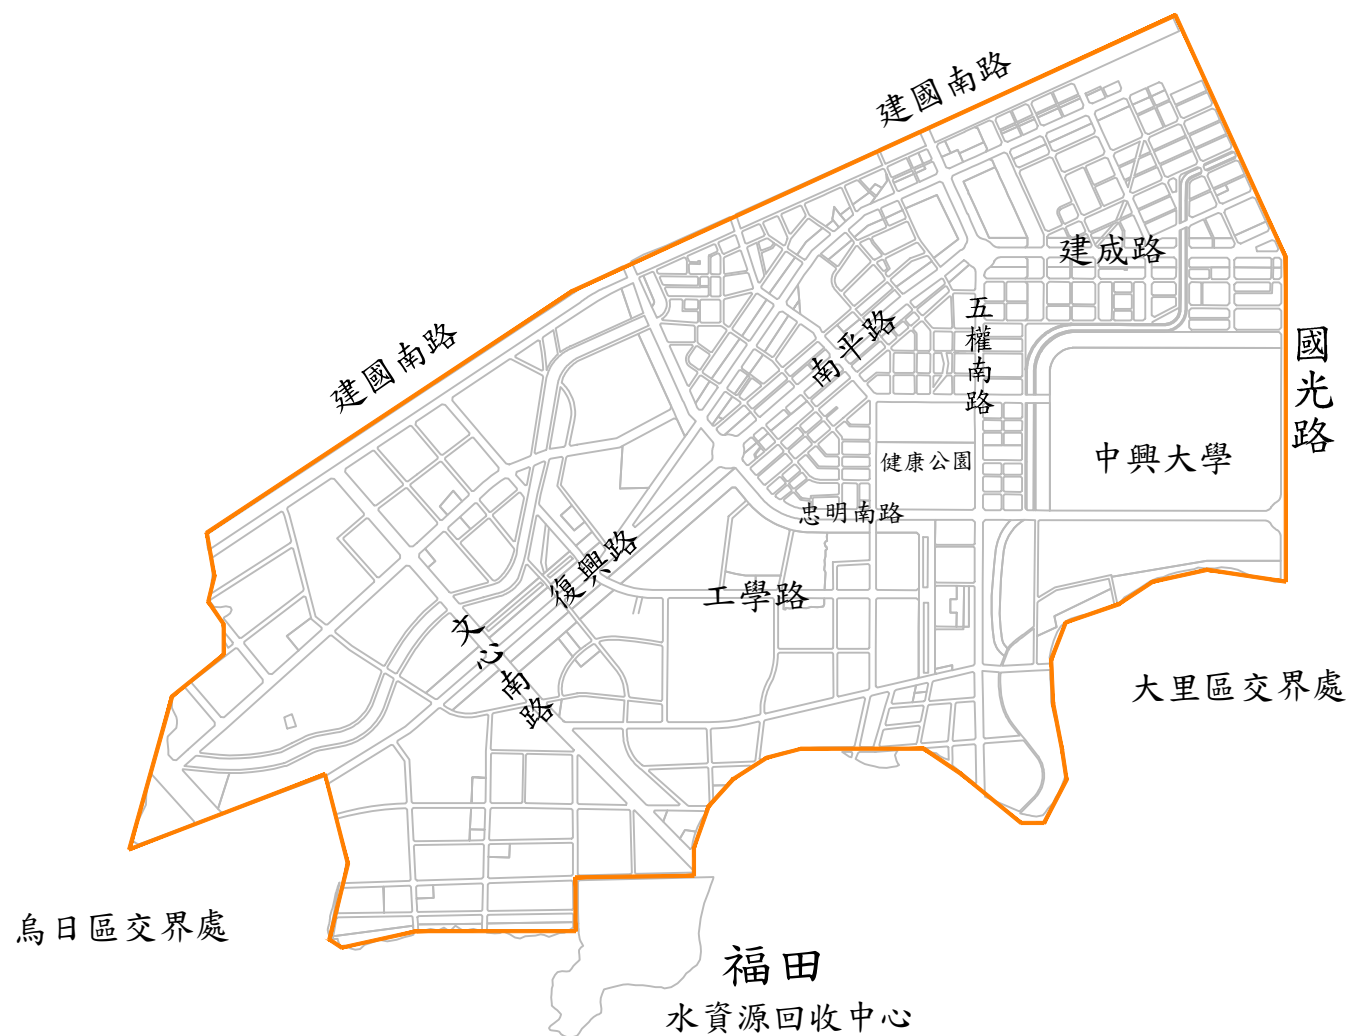 建國南路
建成路
五權南路
南平路
國光路
建國南路
健康公園
中興大學
忠明南路
復興路
工學路
文心南路
大里區交界處
烏日區交界處
福田
水資源回收中心